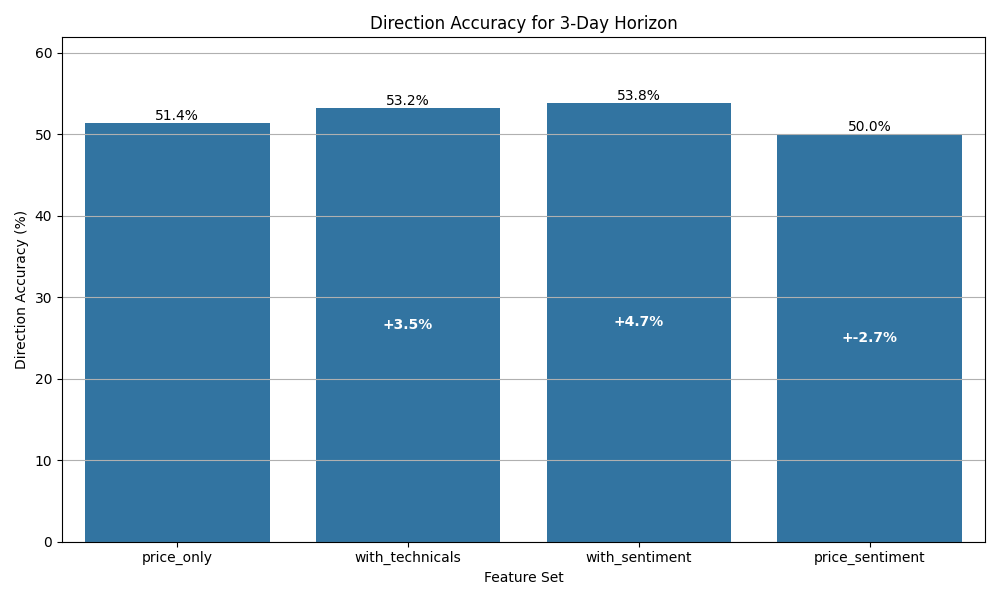 Direction Accuracy for 3-Day Horizon
Direction Accuracy (%)
60
50
40
30
20
10
0
51.4%
53.2%
53.8%
50.0%
+3.5%
+4.7%
+-2.7%
price_only
with_technicals
with_sentiment
price_sentiment
Feature Set